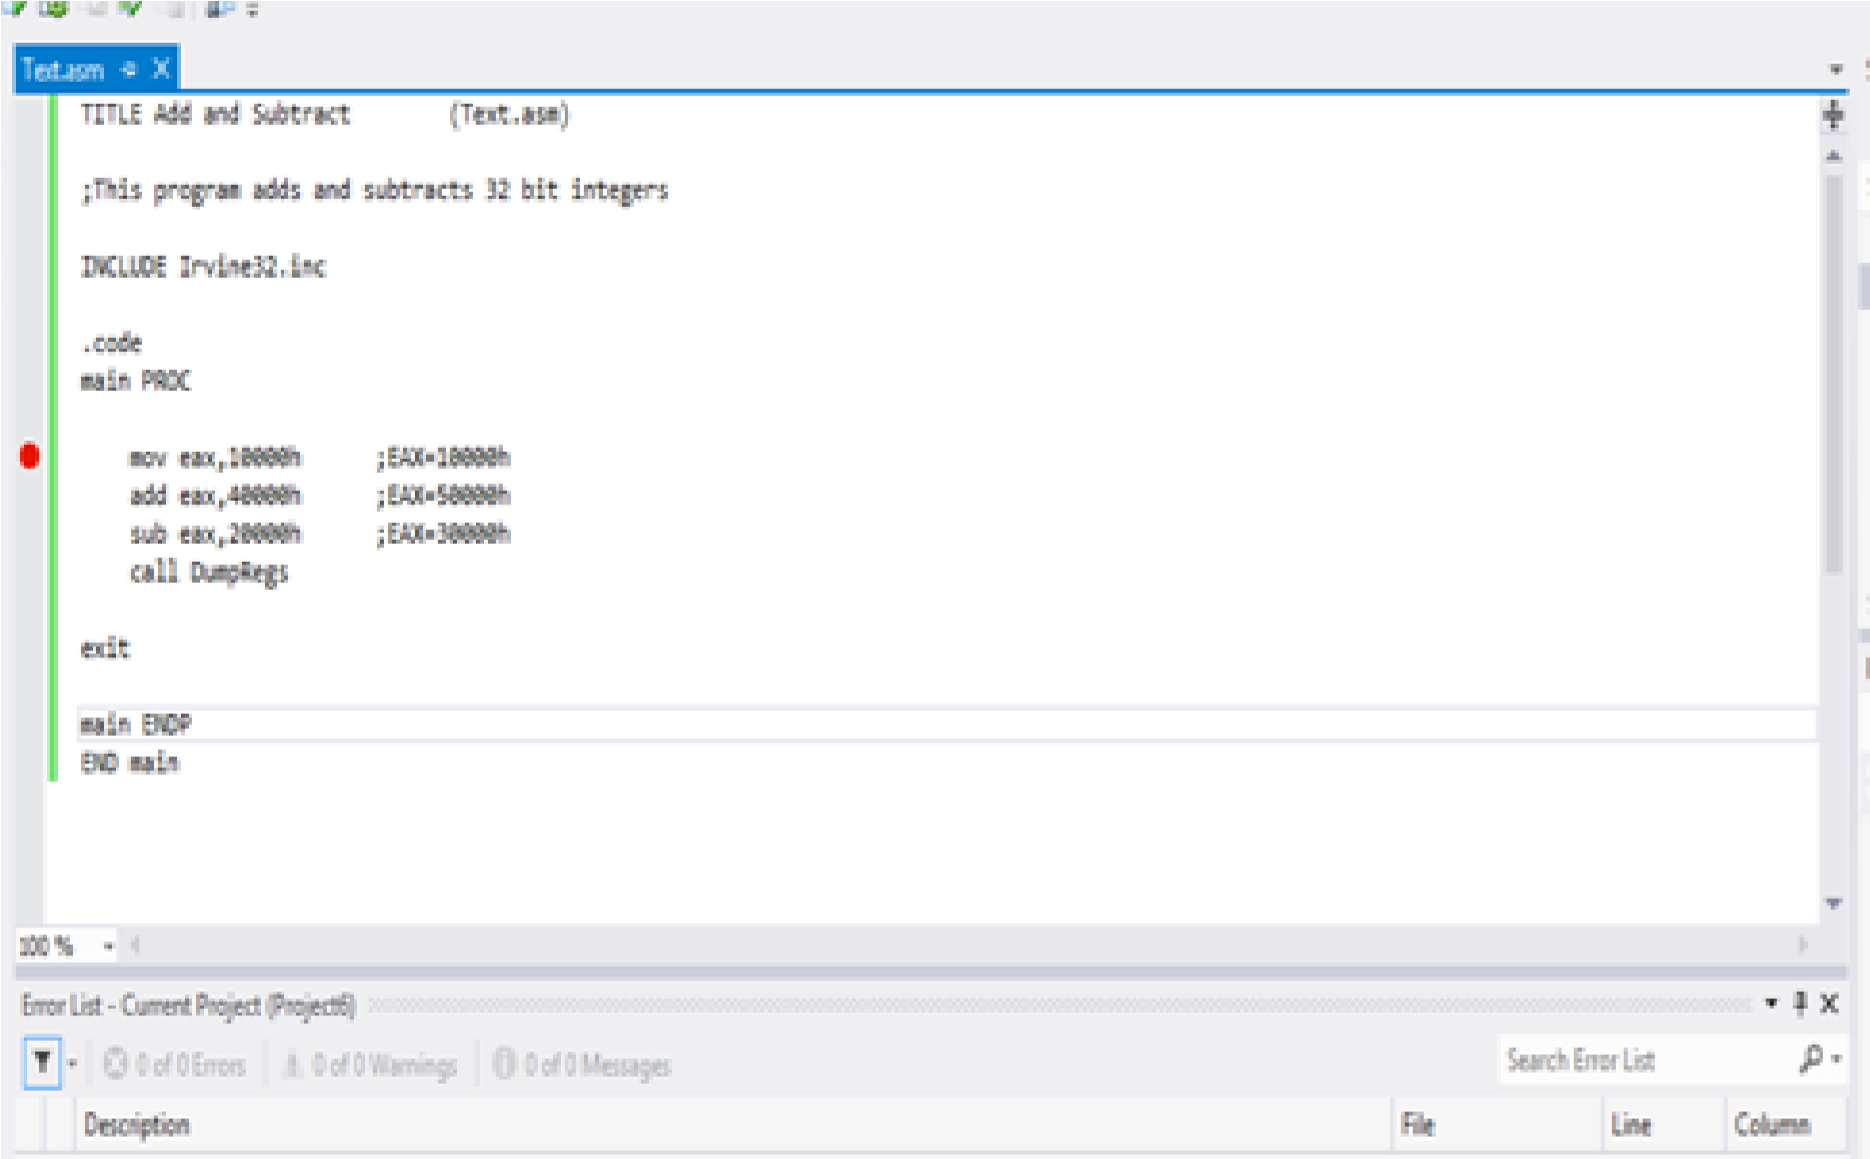 Text.asm
TITLE Add and Subtract (Text.asm)
;This program adds and subtracts 32 bit integers
INCLUDE Irvine32.inc
.code
main PROC
mov eax,10000h ;EAX=10000h
add eax,40000h ;EAX=50000h
sub eax,20000h ;EAX=30000h
call DumpRegs
exit
main ENDP
END main
100 %
Error List - Current Project (Project6)
0 of 0 Errors 0 of 0 Warnings 0 of 0 Messages Search Error List
Description File Line Column